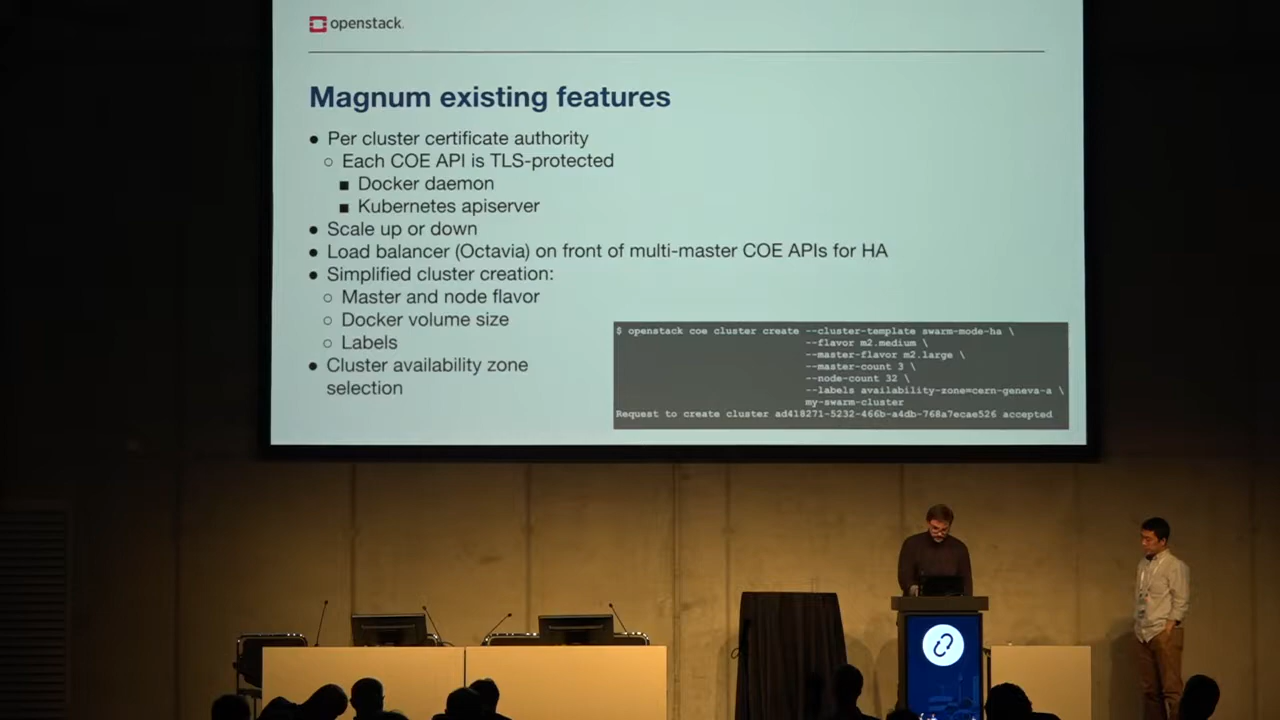 openstack.
Magnum existing features
● Per cluster certificate authority
○ Each COE API is TLS-protected
■ Docker daemon
■ Kubernetes apiserver
● Scale up or down
● Load balancer (Octavia) on front of multi-master COE APIs for HA
● Simplified cluster creation:
○ Master and node flavor
○ Docker volume size
○ Labels
● Cluster availability zone
selection
$ openstack coe cluster create --cluster-template swarm-mode-ha \
--flavor m2.medium \
--master-flavor m2.large \
--master-count 3 \
--node-count 32 \
--labels availability-zone=cern-geneva-a \
my-swarm-cluster
Request to create cluster ad418271-5232-466b-a4db-768a7ecae526 accepted